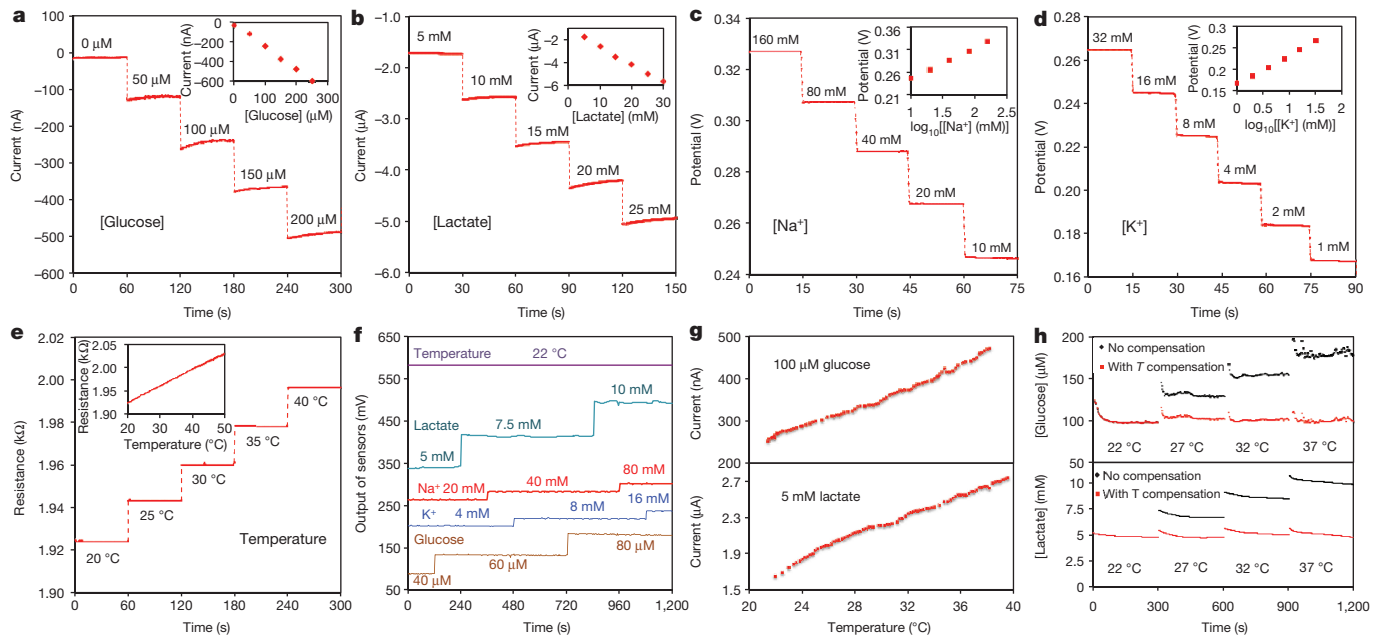 a
Current (nA)
100
0
−100
−200
−300
−400
−500
−600
0 μM
50 μM
100 μM
150 μM
200 μM
[Glucose]
0 60 120 180 240 300
Time (s)
Current (nA)
0
−200
−400
−600
0 100 200 300
[Glucose] (μM)
b
Current (μA)
−1.0
−2.0
−3.0
−4.0
−5.0
−6.0
5 mM
10 mM
15 mM
20 mM
25 mM
[Lactate]
0 30 60 90 120 150
Time (s)
Current (μA)
−2
−4
−6
0 10 20 30
[Lactate] (mM)
c
Potential (V)
0.34
0.32
0.30
0.28
0.26
0.24
160 mM
80 mM
40 mM
20 mM
10 mM
[Na⁺]
0 15 30 45 60 75
Time (s)
Potential (V)
0.36
0.31
0.26
0.21
1.0 1.5 2.0 2.5
log₁₀[[Na⁺ (mM)]
d
Potential (V)
0.28
0.26
0.24
0.22
0.20
0.18
0.16
32 mM
16 mM
8 mM
4 mM
2 mM
1 mM
[K⁺]
0 15 30 45 60 75 90
Time (s)
Potential (V)
0.3
0.25
0.2
0.15
0 0.5 1.0 1.5 2.0
log₁₀[[K⁺] (mM)]
e
Resistance (kΩ)
2.02
2.00
1.98
1.96
1.94
1.92
1.90
20 °C
25 °C
30 °C
35 °C
40 °C
Temperature
0 60 120 180 240 300
Time (s)
Resistance (kΩ)
2.05
2.00
1.95
1.90
20 30 40 50
Temperature (°C)
f
Output of sensors (mV)
650
550
450
350
250
150
50
Temperature 22 °C
Lactate
5 mM
7.5 mM
10 mM
Na⁺ 20 mM
40 mM
80 mM
K⁺
4 mM
8 mM
16 mM
Glucose
40 μM
60 μM
80 μM
0 240 480 720 960 1,200
Time (s)
g
Current (nA)
500
400
300
200
100 μM glucose
Current (μA)
2.7
2.3
1.9
1.5
5 mM lactate
20 24 28 32 36 40
Temperature (°C)
h
[Glucose] (μM)
200
150
100
50
No compensation
With T compensation
22 °C 27 °C 32 °C 37 °C
[Lactate] (mM)
10
7.5
5
2.5
0
No compensation
With T compensation
22 °C 27 °C 32 °C 37 °C
0 300 600 900 1,200
Time (s)